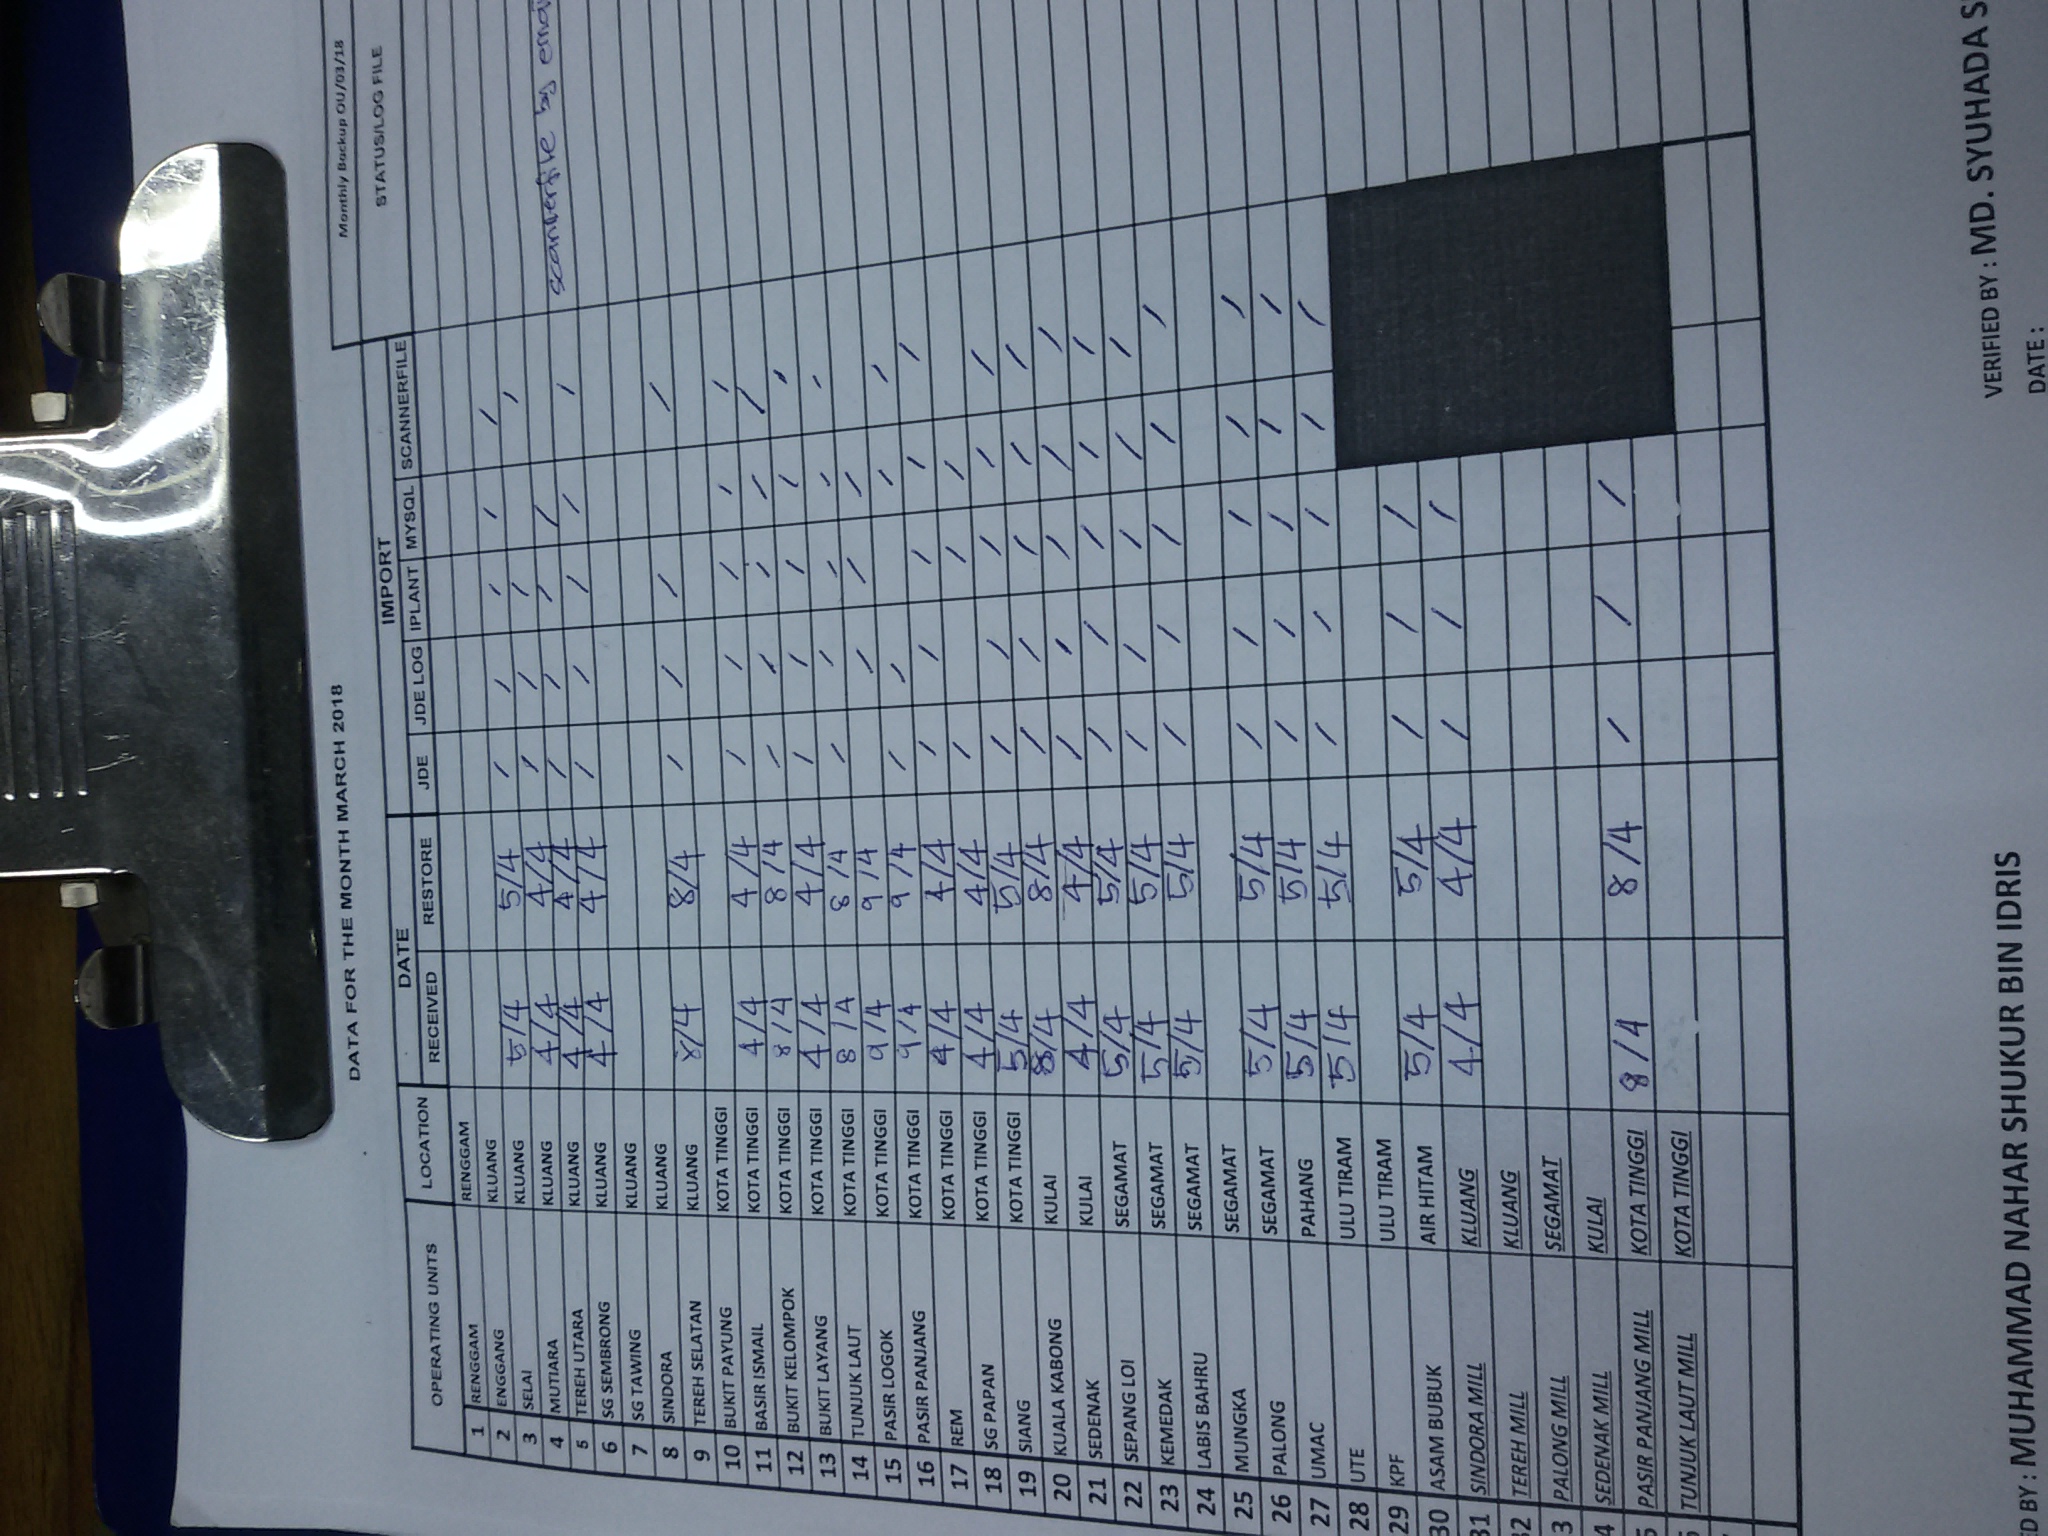 DATA FOR THE MONTH MARCH 2018
Monthly Backup OU/03/18
OPERATING UNITS LOCATION DATE IMPORT STATUS/LOG FILE
RECEIVED RESTORE JDE JDE LOG IPLANT MYSQL SCANNERFILE
1 RENGGAM RENGGAM
2 ENGGANG KLUANG
3 SELAI KLUANG 5/4 5/4 / / / / /
4 MUTIARA KLUANG 4/4 4/4 / / / /
5 TEREH UTARA KLUANG 4/4 4/4 / / / / scannerfile by
6 SG SEMBRONG KLUANG 4/4 4/4 / / / / /
7 SG TAWING KLUANG
8 SINDORA KLUANG
9 TEREH SELATAN KLUANG 8/4 8/4 / / / /
10 BUKIT PAYUNG KOTA TINGGI
11 BASIR ISMAIL KOTA TINGGI 4/4 4/4 / / / / /
12 BUKIT KELOMPOK KOTA TINGGI 8/4 8/4 / / / / /
13 BUKIT LAYANG KOTA TINGGI 4/4 4/4 / / / / /
14 TUNJUK LAUT KOTA TINGGI 8/4 8/4 / / / / /
15 PASIR LOGOK KOTA TINGGI 9/4 9/4 / / /
16 PASIR PANJANG KOTA TINGGI 9/4 9/4 / / / /
17 REM KOTA TINGGI 4/4 4/4 / / / / /
18 SG PAPAN KOTA TINGGI 4/4 4/4 / / /
19 SIANG KOTA TINGGI 5/4 5/4 / / / / /
20 KUALA KABONG KULAI 8/4 8/4 / / / / /
21 SEDENAK KULAI 4/4 4/4 / / / / /
22 SEPANG LOI SEGAMAT 5/4 5/4 / / / / /
23 KEMEDAK SEGAMAT 5/4 5/4 / / / / /
24 LABIS BAHRU SEGAMAT 5/4 5/4 / / / / /
25 MUNGKA SEGAMAT
26 PALONG SEGAMAT 5/4 5/4 / / / / /
27 UMAC PAHANG 5/4 5/4 / / / / /
28 UTE ULU TIRAM 5/4 5/4 / / / / /
29 KPF ULU TIRAM
30 ASAM BUBUK AIR HITAM 5/4 5/4 / / /
31 SINDORA MILL KLUANG 4/4 4/4 / / /
32 TEREH MILL KLUANG
3 PALONG MILL SEGAMAT
4 SEDENAK MILL KULAI
5 PASIR PANJANG MILL KOTA TINGGI 8/4 8/4 / / /
TUNJUK LAUT MILL KOTA TINGGI
ED BY : MUHAMMAD NAHAR SHUKUR BIN IDRIS
VERIFIED BY : MD. SYUHADA
DATE :